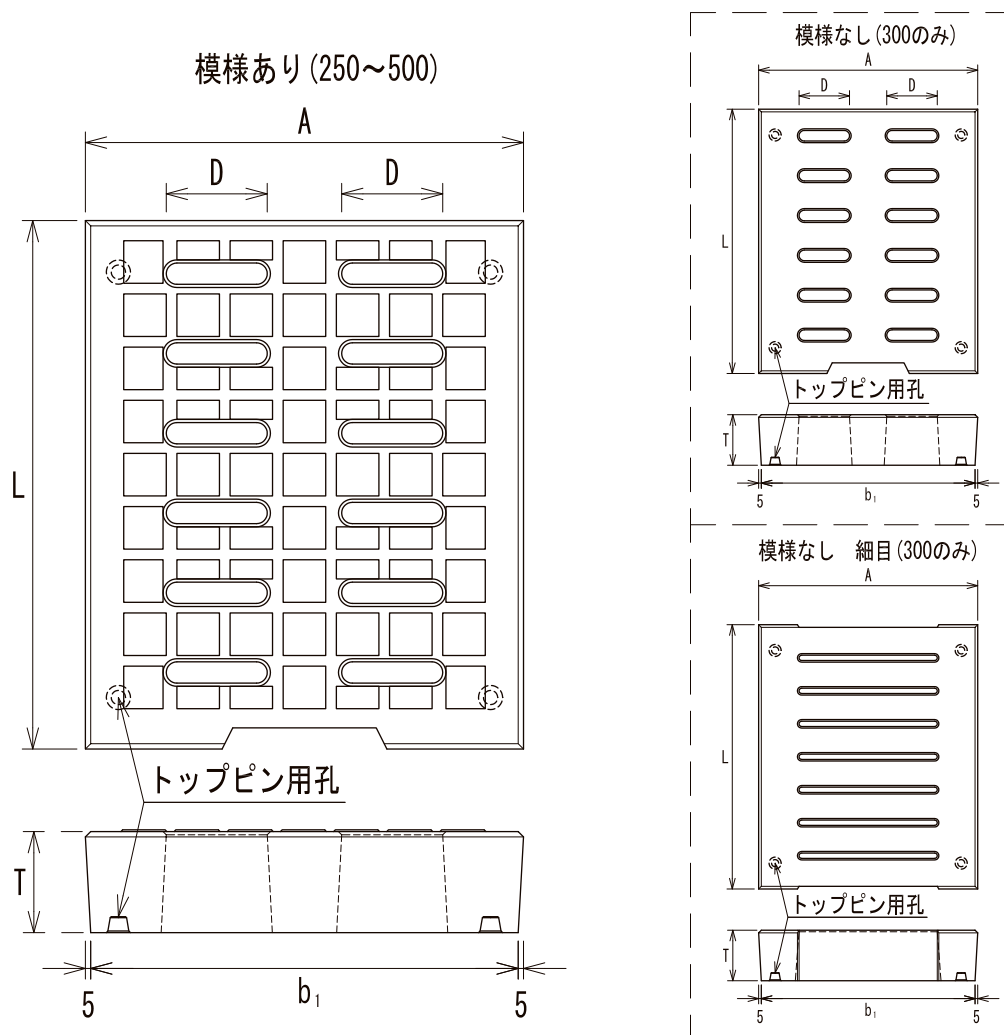 模様あり(250～500)
A
D D
L
トップピン用孔
T
5 b₁ 5
模様なし(300のみ)
A
D D
L
トップピン用孔
T
5 b₁ 5
模様なし 細目(300のみ)
A
L
トップピン用孔
T
5 b₁ 5